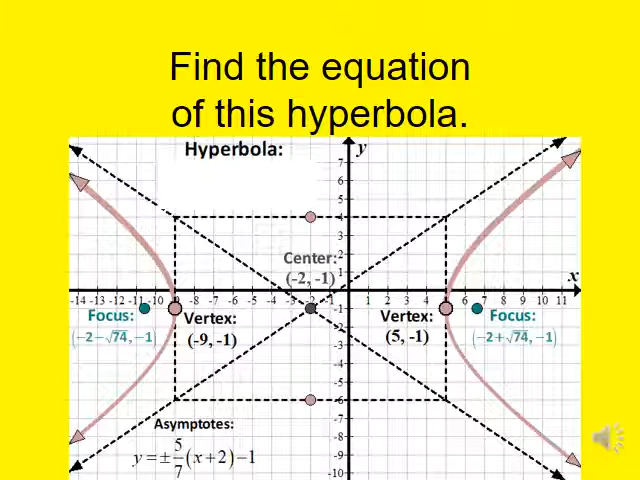 Find the equation
of this hyperbola.
Hyperbola:
y
7
6
5
4
3
2
1
Center:
(-2, -1)
x
-14 -13 -12 -11 -10 -9 -8 -7 -6 -5 -4 -3 -2 -1 1 2 3 4 5 6 7 8 9 10 11
-1
-2
-3
-4
-5
-6
-7
-8
-9
-10
Focus:
(−2−√74, −1)
Vertex:
(-9, -1)
Vertex:
(5, -1)
Focus:
(−2+√74, −1)
Asymptotes:
y = ± 5/7 (x + 2) − 1